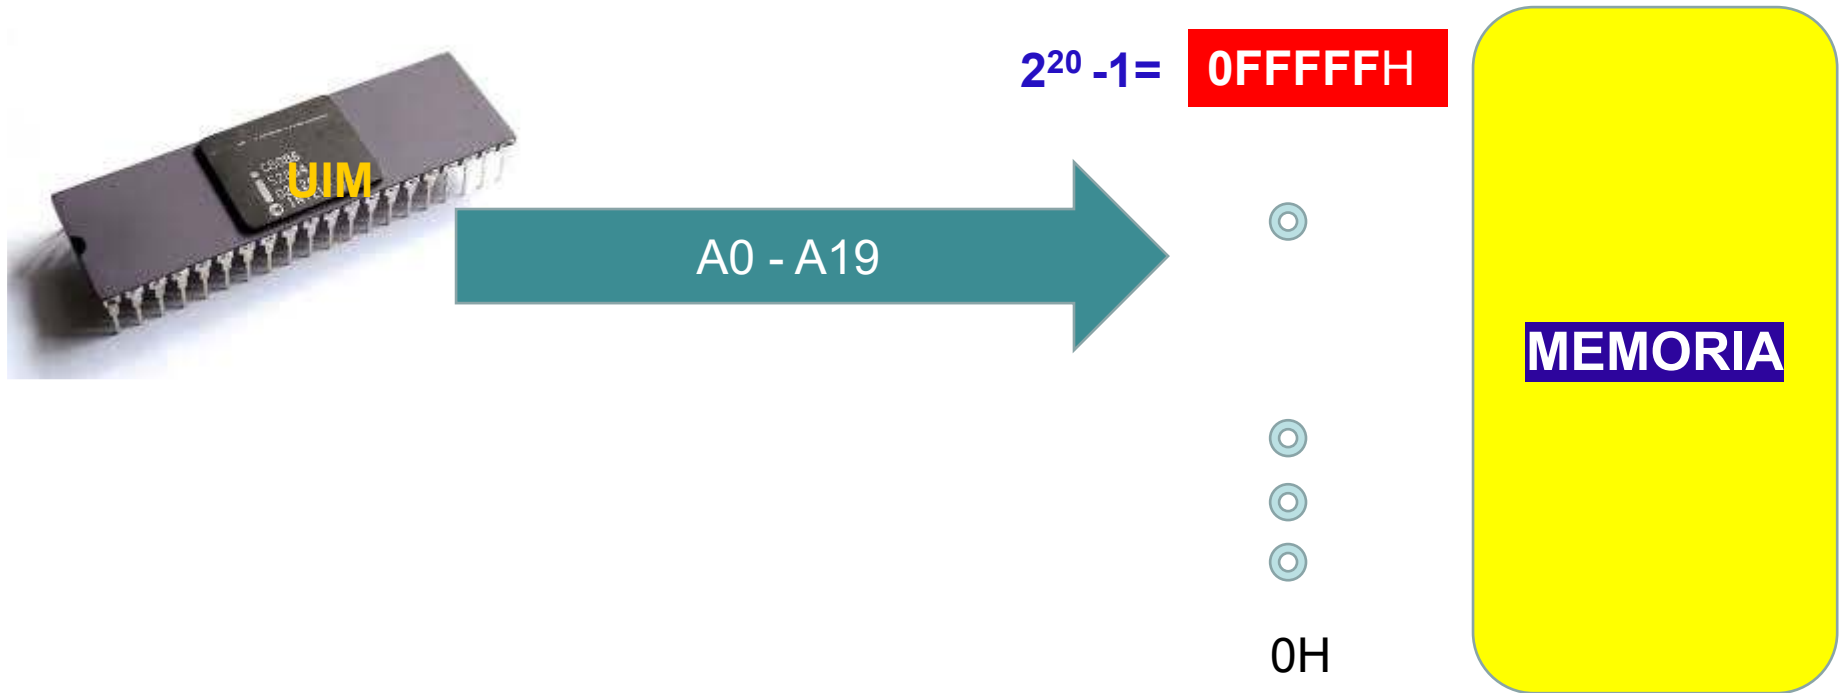 2²⁰ -1= 0FFFFFH
UIM
A0 - A19
MEMORIA
0H